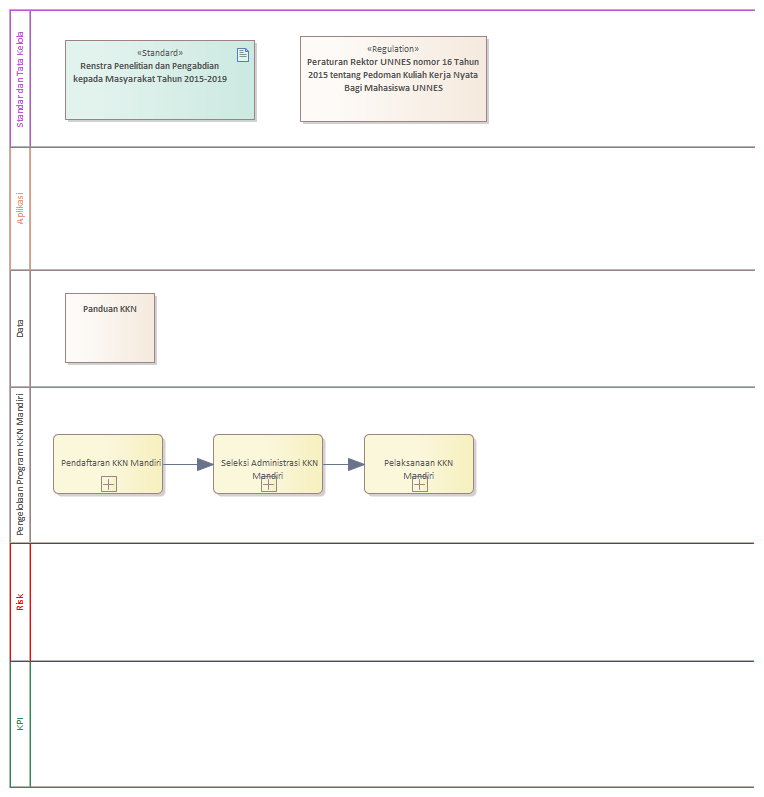 Standar dan Tata Kelola
«Standard»
Renstra Penelitian dan Pengabdian
kepada Masyarakat Tahun 2015-2019
«Regulation»
Peraturan Rektor UNNES nomor 16 Tahun
2015 tentang Pedoman Kuliah Kerja Nyata
Bagi Mahasiswa UNNES
Aplikasi
Data
Panduan KKN
Pengelolaan Program KKN Mandiri
Pendaftaran KKN Mandiri
Seleksi Administrasi KKN
Mandiri
Pelaksanaan KKN
Mandiri
Risk
KPI